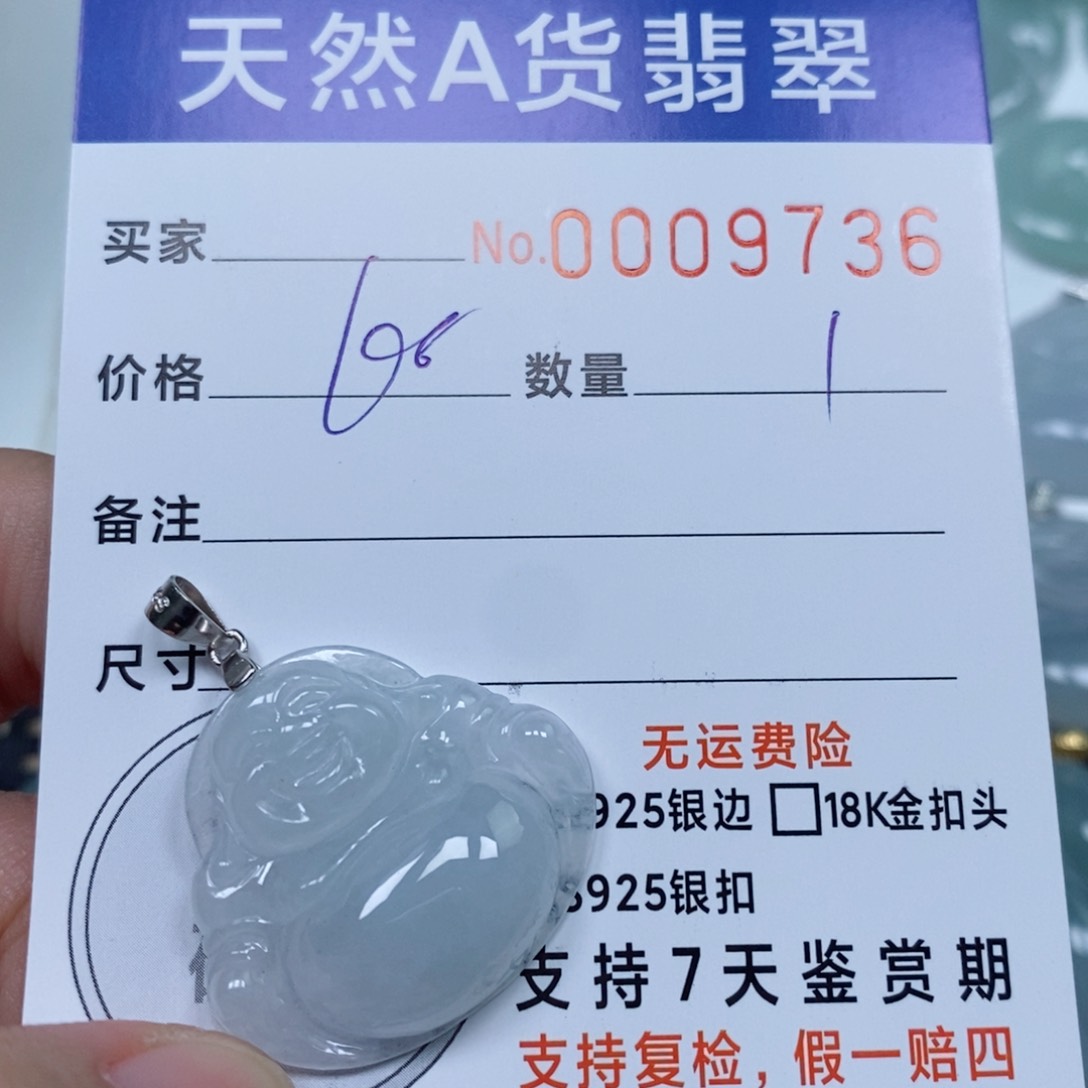 天然A货翡翠
买家 No.0009736
价格 数量 1
备注
尺寸
无运费险
925银边 □18K金扣头
S925银扣
支持7天鉴赏期
支持复检，假一赔四